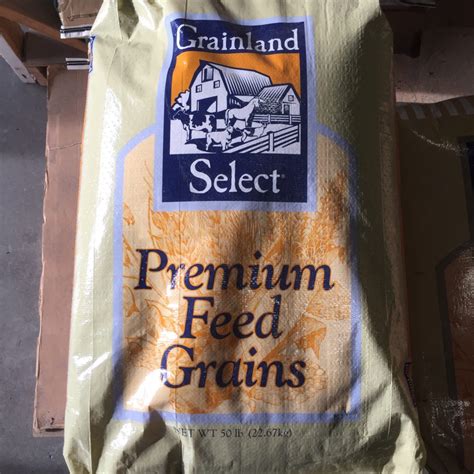 Grainland
Select®
Premium
Feed
Grains
NET WT 50 lb (22.67kg)